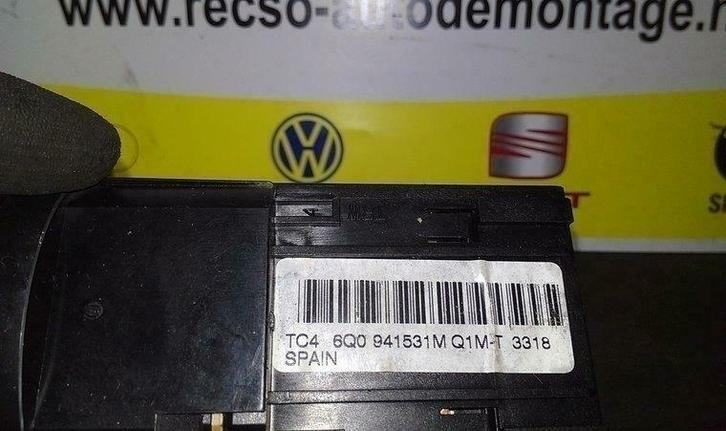 www.recso-autodemontage.n
TC4 6Q0 941531M Q1M-T 3318
SPAIN